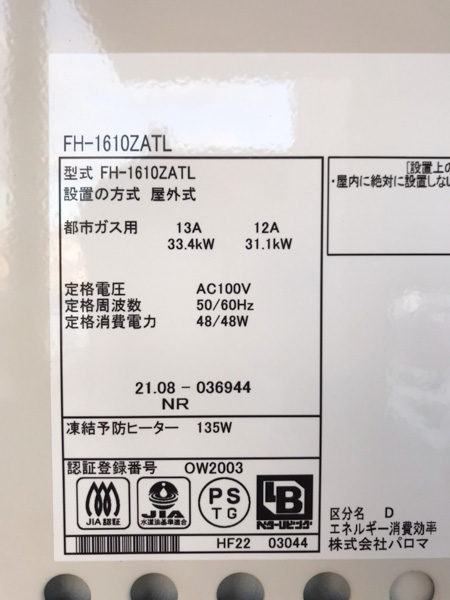 FH-1610ZATL
型式 FH-1610ZATL
設置の方式 屋外式
都市ガス用 13A 12A
33.4kW 31.1kW
定格電圧 AC100V
定格周波数 50/60Hz
定格消費電力 48/48W
21.08-036944
NR
凍結予防ヒーター 135W
認証登録番号 OW2003
JIA認証
JIA
水道法基準適合
PS
TG
LB
ベターリビング
HF22 03044
[設置上の
・屋内に絶対に設置しな
区分名 D
エネルギー消費効率
株式会社パロマ